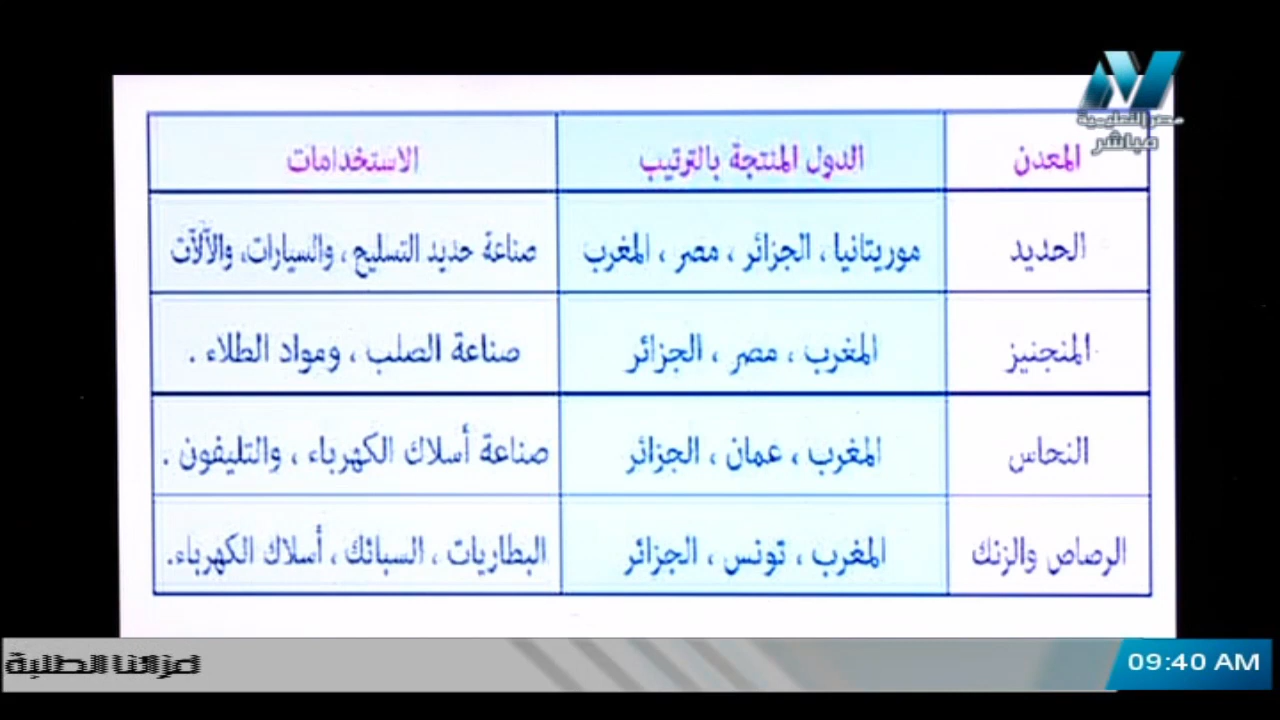 مصر التعليمية
مباشر
المعدن الدول المنتجة بالترتيب الاستخدامات
الحديد موريتانيا ، الجزائر ، مصر ، المغرب صناعة حديد التسليح ، والسيارات، والآلات
المنجنيز المغرب ، مصر ، الجزائر صناعة الصلب ، ومواد الطلاء .
النحاس المغرب ، عمان ، الجزائر صناعة أسلاك الكهرباء ، والتليفون .
الرصاص والزنك المغرب ، تونس ، الجزائر البطاريات ، السبائك ، أسلاك الكهرباء.
الطلبة
09:40 AM